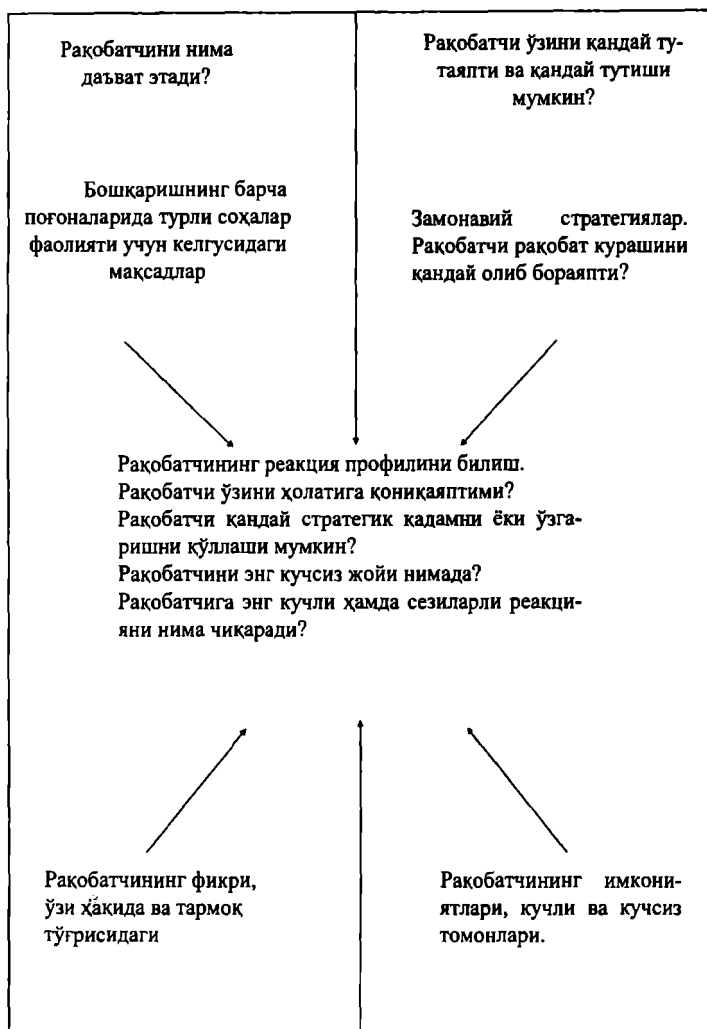 Рақобатчини нима
даъват этади?
Рақобатчи ўзини қандай ту-
таяпти ва қандай тутиши
мумкин?
Бошқаришнинг барча
поғоналарида турли соҳалар
фаолияти учун келгусидаги
мақсадлар
Замонавий стратегиялар.
Рақобатчи рақобат курашини
қандай олиб бораяпти?
Рақобатчининг реакция профилини билиш.
Рақобатчи ўзини ҳолатига қониқаяптими?
Рақобатчи қандай стратегик қадамни ёки ўзга-
ришни қўллаши мумкин?
Рақобатчини энг кучсиз жойи нимада?
Рақобатчига энг кучли ҳамда сезиларли реакци-
яни нима чиқаради?
Рақобатчининг фикри,
ўзи ҳақида ва тармоқ
тўғрисидаги
Рақобатчининг имкони-
ятлари, кучли ва кучсиз
томонлари.